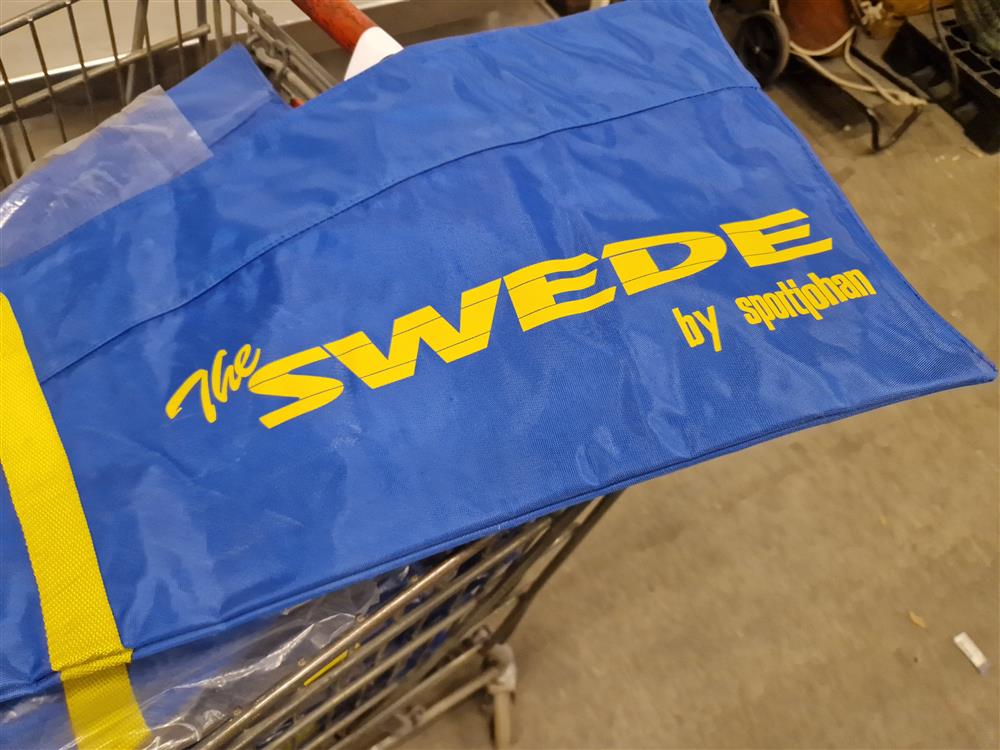 The SWEDE
by sportjohan